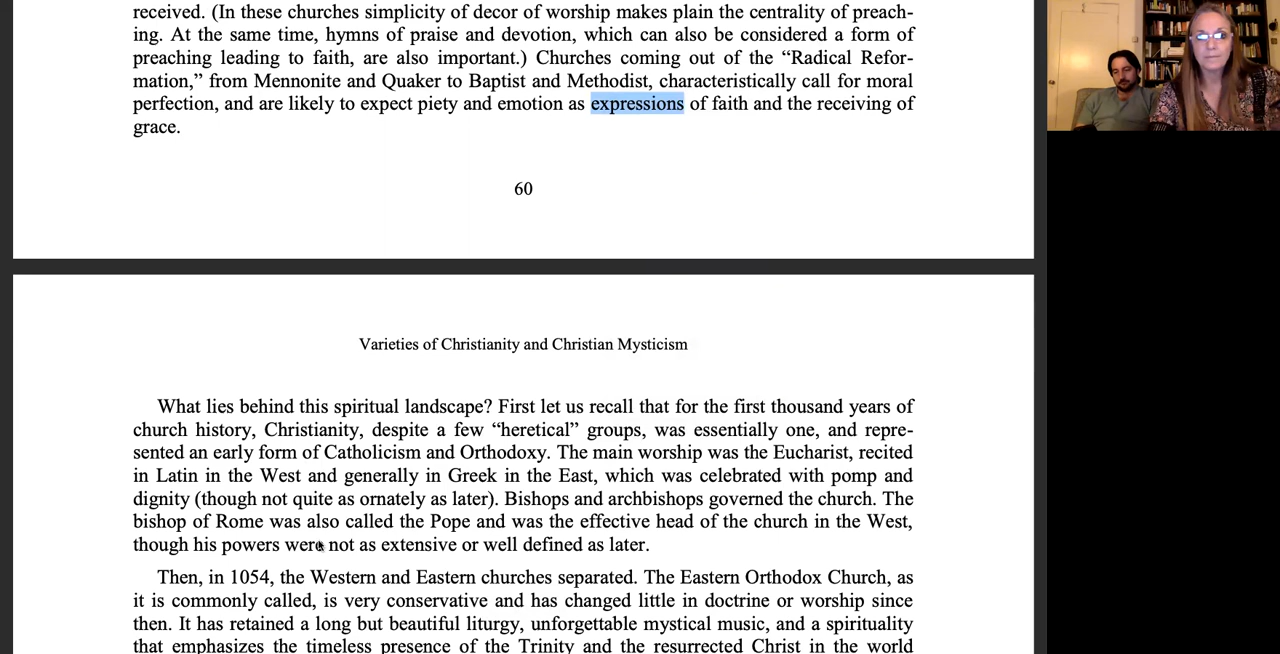 received. (In these churches simplicity of decor of worship makes plain the centrality of preach-
ing. At the same time, hymns of praise and devotion, which can also be considered a form of
preaching leading to faith, are also important.) Churches coming out of the “Radical Refor-
mation,” from Mennonite and Quaker to Baptist and Methodist, characteristically call for moral
perfection, and are likely to expect piety and emotion as expressions of faith and the receiving of
grace.
60
Varieties of Christianity and Christian Mysticism
What lies behind this spiritual landscape? First let us recall that for the first thousand years of
church history, Christianity, despite a few “heretical” groups, was essentially one, and repre-
sented an early form of Catholicism and Orthodoxy. The main worship was the Eucharist, recited
in Latin in the West and generally in Greek in the East, which was celebrated with pomp and
dignity (though not quite as ornately as later). Bishops and archbishops governed the church. The
bishop of Rome was also called the Pope and was the effective head of the church in the West,
though his powers were not as extensive or well defined as later.
Then, in 1054, the Western and Eastern churches separated. The Eastern Orthodox Church, as
it is commonly called, is very conservative and has changed little in doctrine or worship since
then. It has retained a long but beautiful liturgy, unforgettable mystical music, and a spirituality
that emphasizes the timeless presence of the Trinity and the resurrected Christ in the world